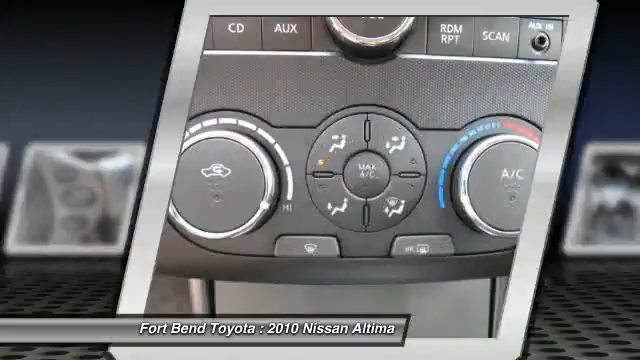 CD AUX RDM SCAN AUX IN
RPT
MAX
A/C
A/C
HI
Fort Bend Toyota : 2010 Nissan Altima